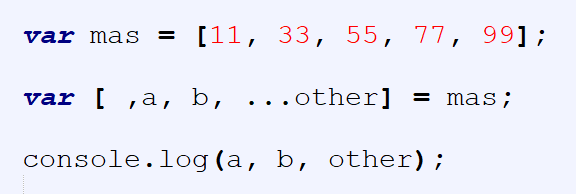 var mas = [11, 33, 55, 77, 99];
var [ ,a, b, ...other] = mas;
console.log(a, b, other);